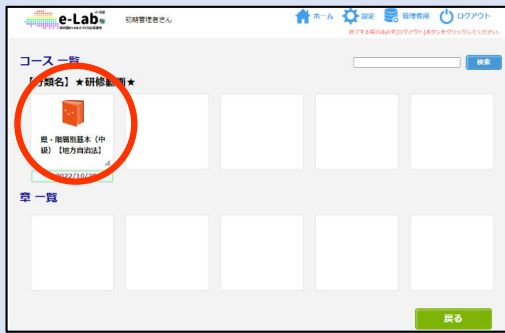 e-Lab
初期管理者さん
ホーム 設定 管理者用 ログアウト
終了する場合は必ず[ログアウト]ボタンをクリックしてください。
コース 一覧
検索
【分類名】★研修動画★
県・階層別基本（中
級）【地方自治法】
2022/10/2
章 一覧
戻る